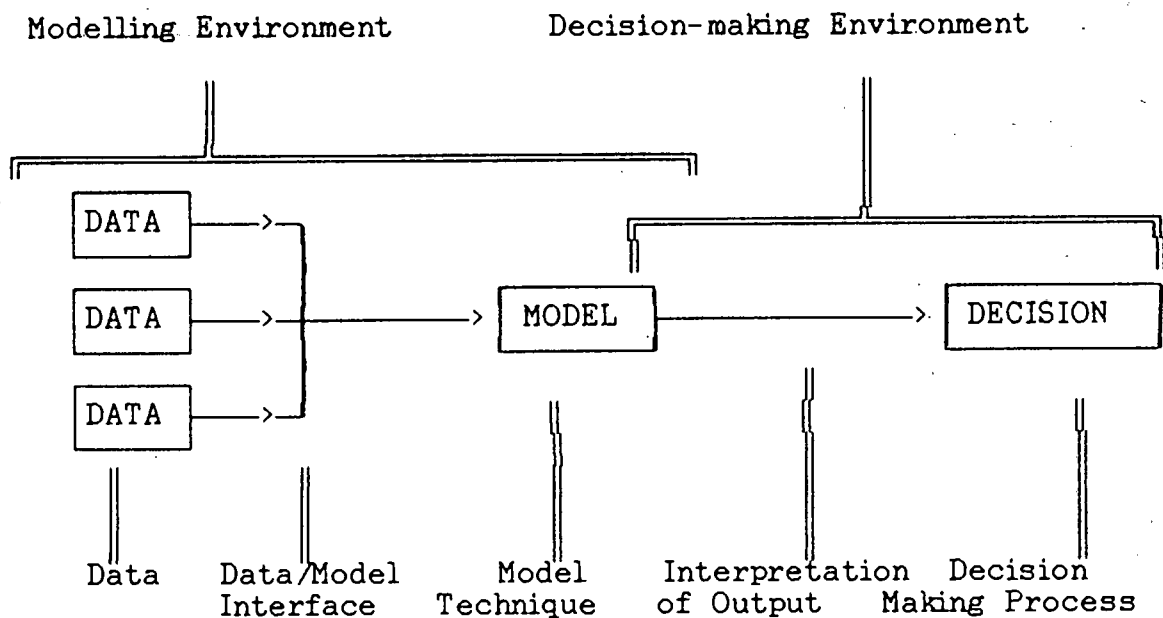 Modelling Environment
Decision-making Environment
DATA
DATA
MODEL
DECISION
DATA
Data
Data/Model Interface
Model Technique
Interpretation of Output
Decision Making Process